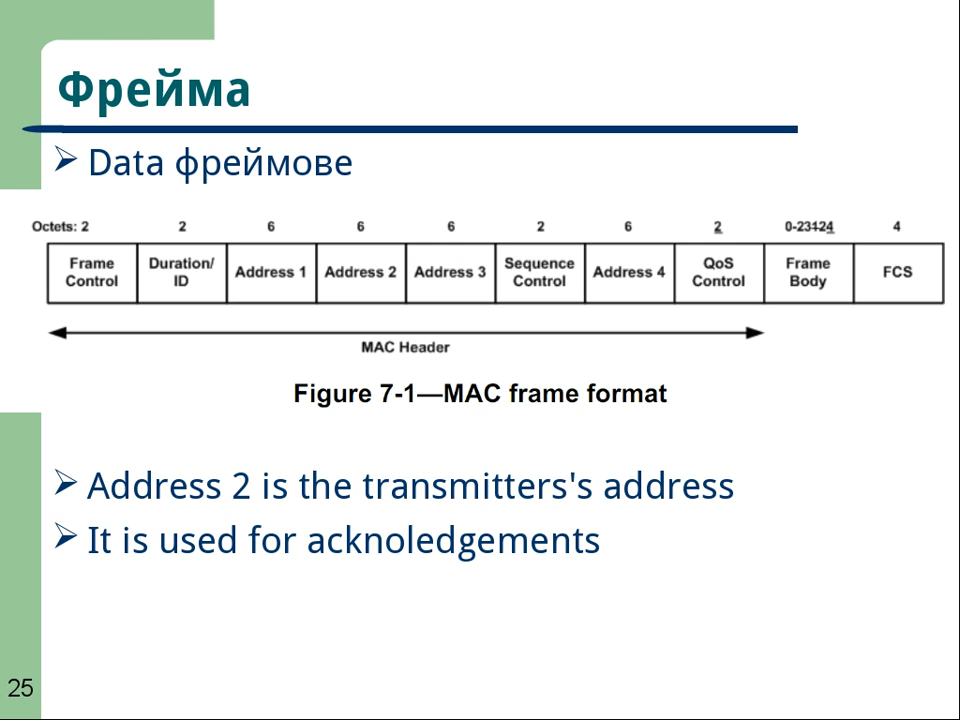 Фрейма
Data фреймове
Octets: 2 2 6 6 6 2 6 2 0-23124 4
Frame Control Duration/ ID Address 1 Address 2 Address 3 Sequence Control Address 4 QoS Control Frame Body FCS
MAC Header
Figure 7-1—MAC frame format
Address 2 is the transmitters's address
It is used for acknoledgements
25